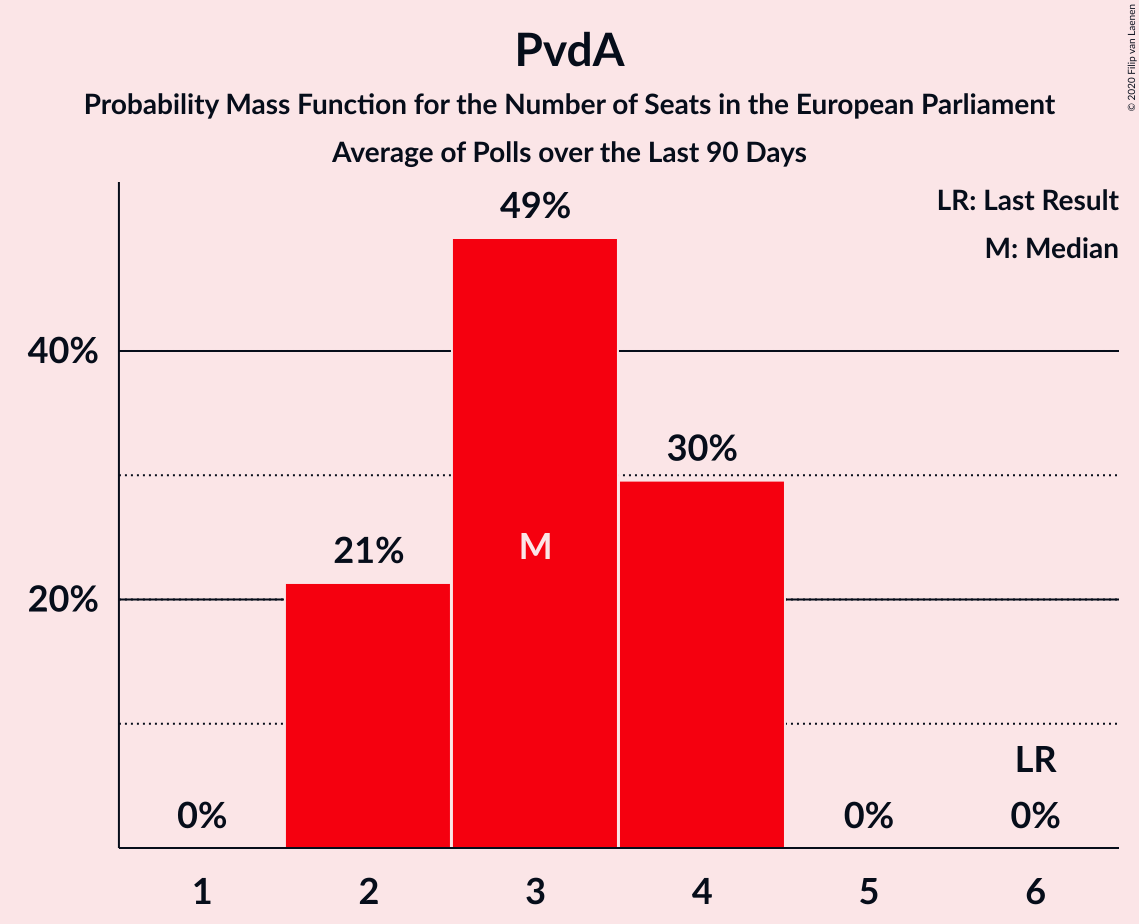 PvdA
Probability Mass Function for the Number of Seats in the European Parliament
Average of Polls over the Last 90 Days
© 2020 Filip van Laenen
LR: Last Result
M: Median
49%
40%
30%
M
21%
20%
LR
0%
0%
0%
1
2
3
4
5
6